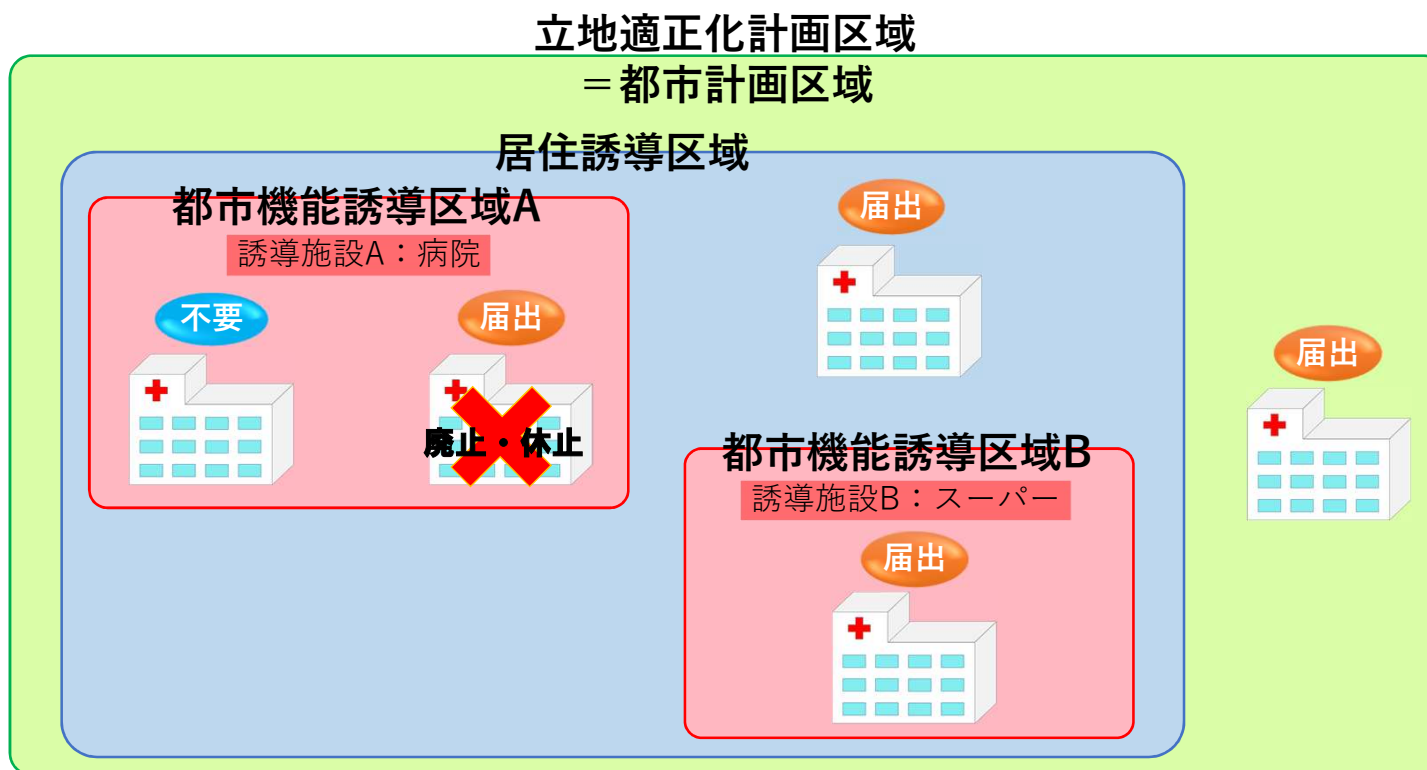 立地適正化計画区域
＝都市計画区域
居住誘導区域
都市機能誘導区域A
誘導施設A：病院
不要
届出
廃止・休止
届出
届出
都市機能誘導区域B
誘導施設B：スーパー
届出